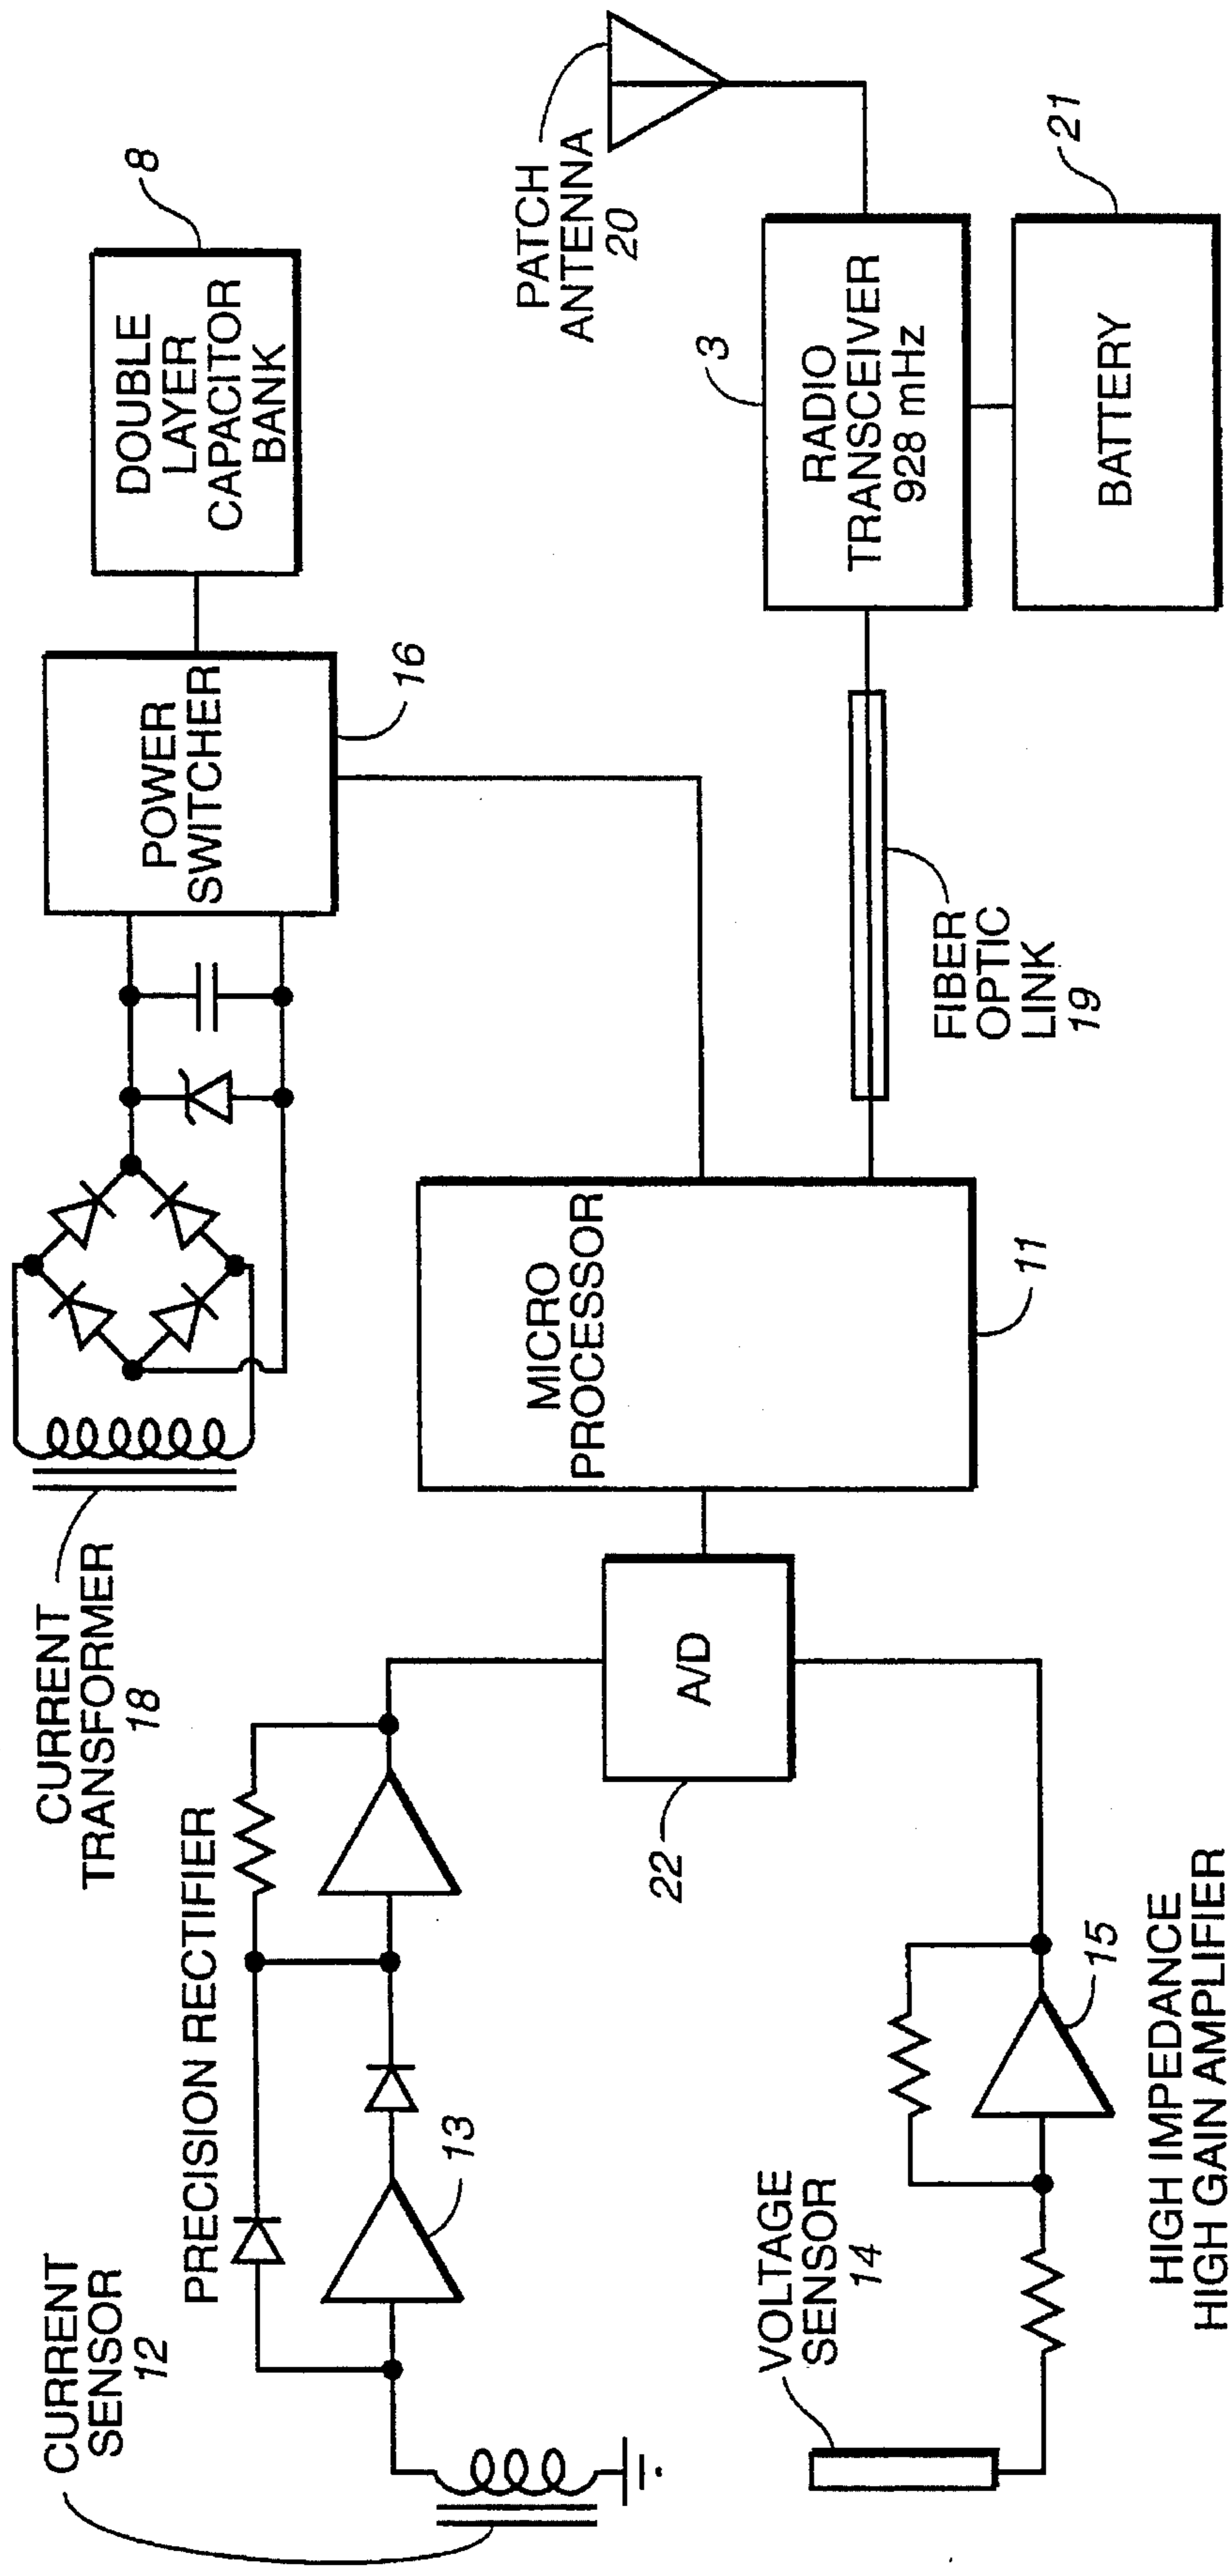 CURRENT
SENSOR
12
PRECISION RECTIFIER
13
CURRENT
TRANSFORMER
18
POWER
SWITCHER
16
DOUBLE
LAYER
CAPACITOR
BANK
8
VOLTAGE
SENSOR
14
15
HIGH IMPEDANCE
HIGH GAIN AMPLIFIER
A/D
22
MICRO
PROCESSOR
11
FIBER
OPTIC
LINK
19
RADIO
TRANSCEIVER
928 mHz
3
PATCH
ANTENNA
20
BATTERY
21